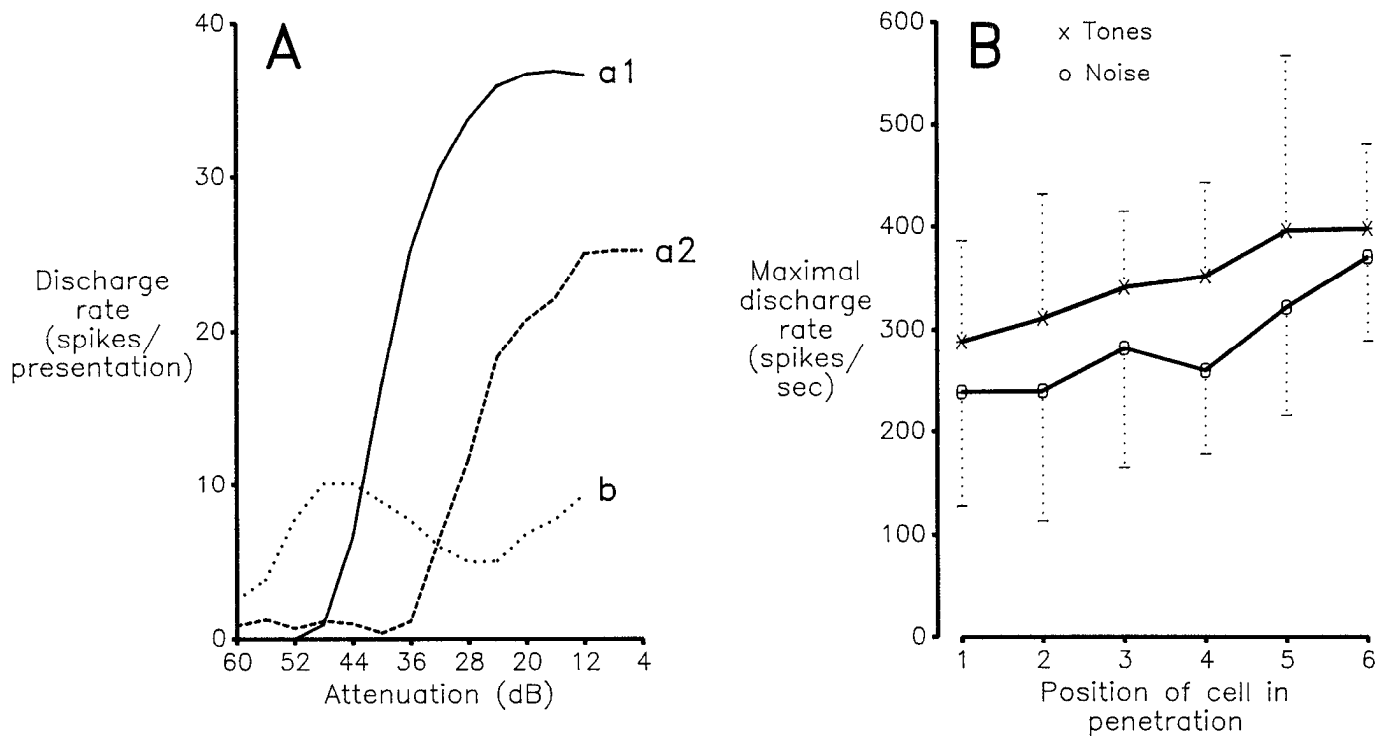 A
40
30
20
10
0
60 52 44 36 28 20 12 4
Discharge
rate
(spikes/
presentation)
Attenuation (dB)
a1
a2
b
B
x Tones
o Noise
600
500
400
300
200
100
0
1 2 3 4 5 6
Maximal
discharge
rate
(spikes/
sec)
Position of cell in
penetration